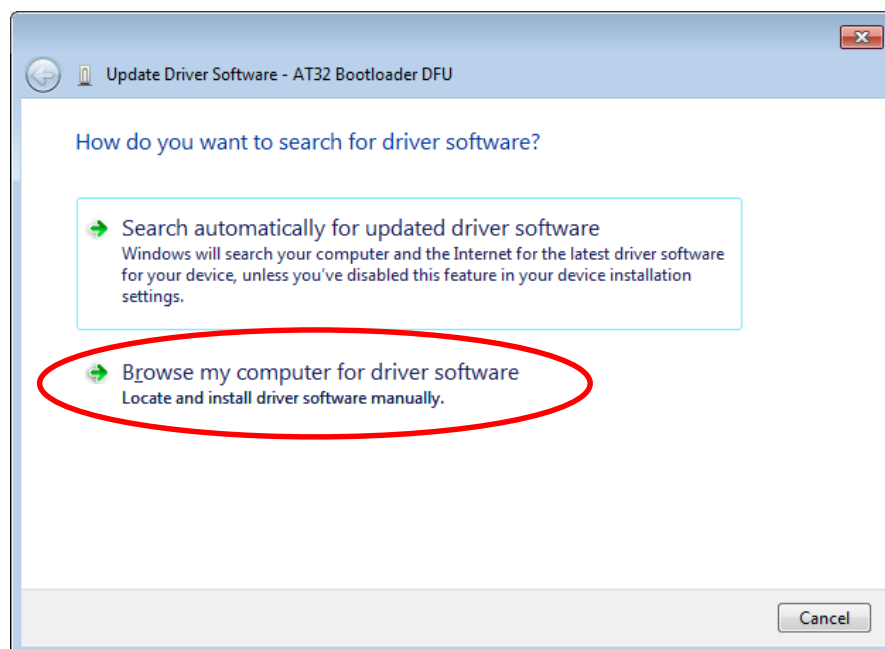 Update Driver Software - AT32 Bootloader DFU
How do you want to search for driver software?
Search automatically for updated driver software
Windows will search your computer and the Internet for the latest driver software
for your device, unless you've disabled this feature in your device installation
settings.
Browse my computer for driver software
Locate and install driver software manually.
Cancel